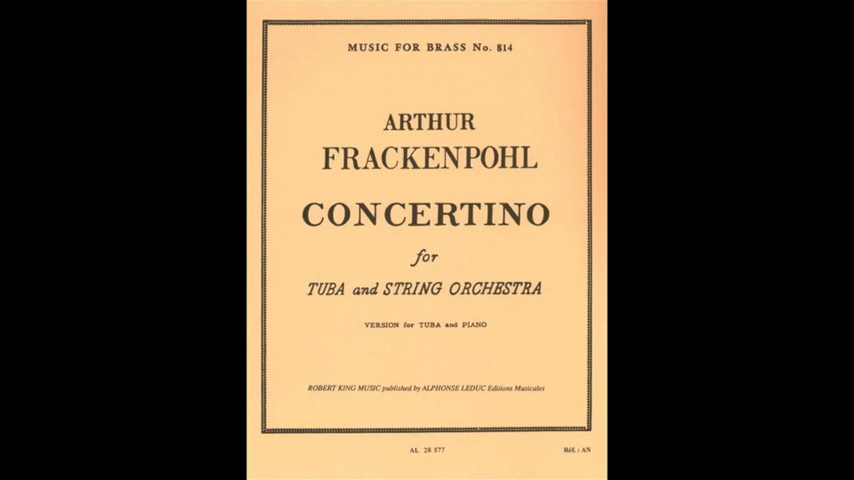 MUSIC FOR BRASS No. 814
ARTHUR
FRACKENPOHL
CONCERTINO
for
TUBA and STRING ORCHESTRA
VERSION for TUBA and PIANO
ROBERT KING MUSIC published by ALPHONSE LEDUC Editions Musicales
AL 28 577 Réf. : AN